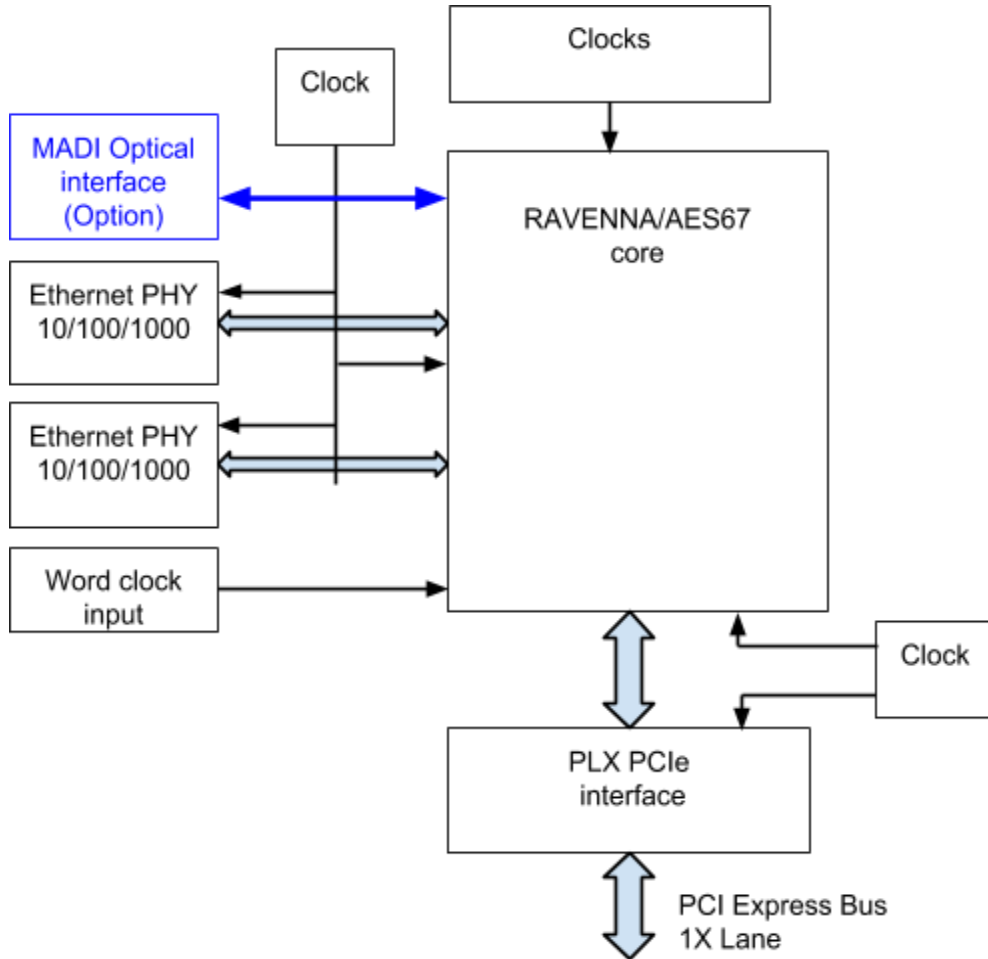 Clocks
Clock
MADI Optical
interface
(Option)
RAVENNA/AES67
core
Ethernet PHY
10/100/1000
Ethernet PHY
10/100/1000
Word clock
input
Clock
PLX PCIe
interface
PCI Express Bus
1X Lane